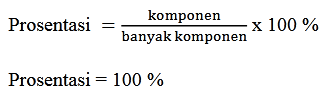 Prosentasi = komponen / banyak komponen x 100 %
Prosentasi = 100 %